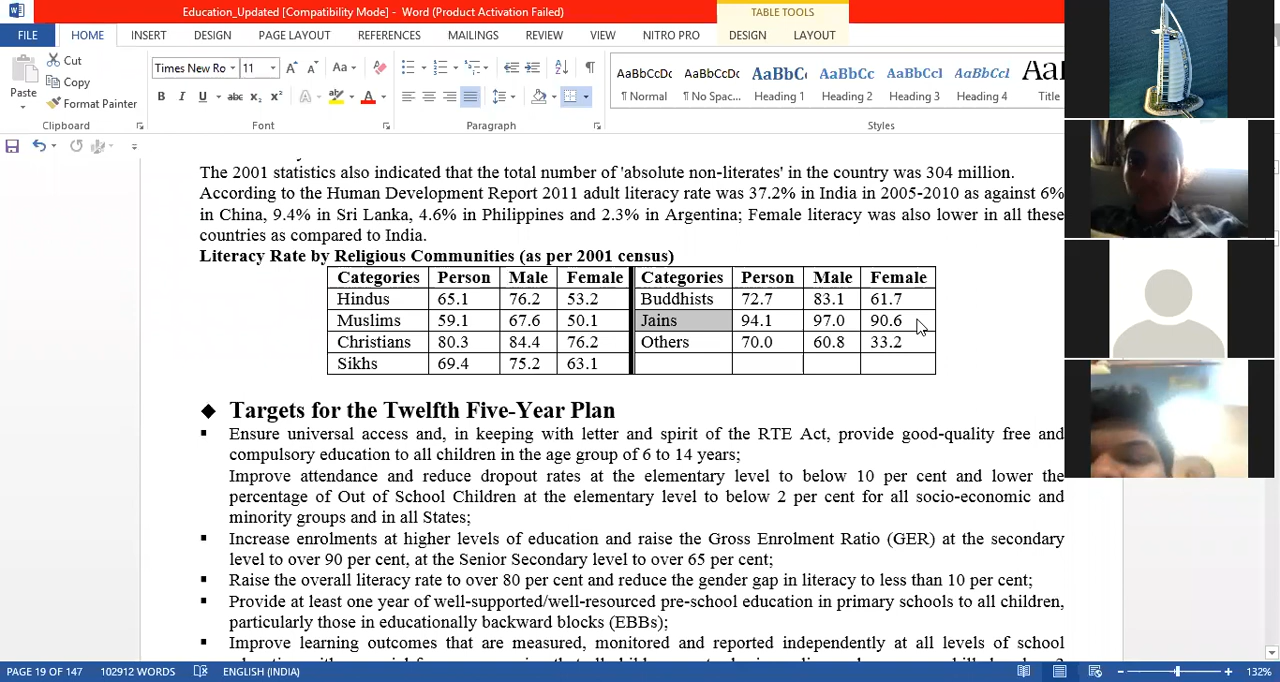 Education_Updated [Compatibility Mode] - Word (Product Activation Failed)
TABLE TOOLS
FILE HOME INSERT DESIGN PAGE LAYOUT REFERENCES MAILINGS REVIEW VIEW NITRO PRO DESIGN LAYOUT
Paste
Cut
Copy
Format Painter
Times New Ro 11
AaBbCcDc AaBbCcDc AaBbC AaBbCc AaBbCcI AaBbCcI
¶ Normal ¶ No Spac... Heading 1 Heading 2 Heading 3 Heading 4 Title
Clipboard Font Paragraph Styles
The 2001 statistics also indicated that the total number of 'absolute non-literates' in the country was 304 million.
According to the Human Development Report 2011 adult literacy rate was 37.2% in India in 2005-2010 as against 6%
in China, 9.4% in Sri Lanka, 4.6% in Philippines and 2.3% in Argentina; Female literacy was also lower in all these
countries as compared to India.
Literacy Rate by Religious Communities (as per 2001 census)
Categories Person Male Female Categories Person Male Female
Hindus 65.1 76.2 53.2 Buddhists 72.7 83.1 61.7
Muslims 59.1 67.6 50.1 Jains 94.1 97.0 90.6
Christians 80.3 84.4 76.2 Others 70.0 60.8 33.2
Sikhs 69.4 75.2 63.1
◆ Targets for the Twelfth Five-Year Plan
▪ Ensure universal access and, in keeping with letter and spirit of the RTE Act, provide good-quality free and
compulsory education to all children in the age group of 6 to 14 years;
Improve attendance and reduce dropout rates at the elementary level to below 10 per cent and lower the
percentage of Out of School Children at the elementary level to below 2 per cent for all socio-economic and
minority groups and in all States;
▪ Increase enrolments at higher levels of education and raise the Gross Enrolment Ratio (GER) at the secondary
level to over 90 per cent, at the Senior Secondary level to over 65 per cent;
▪ Raise the overall literacy rate to over 80 per cent and reduce the gender gap in literacy to less than 10 per cent;
▪ Provide at least one year of well-supported/well-resourced pre-school education in primary schools to all children,
particularly those in educationally backward blocks (EBBs);
▪ Improve learning outcomes that are measured, monitored and reported independently at all levels of school
PAGE 19 OF 147 102912 WORDS ENGLISH (INDIA) 132%